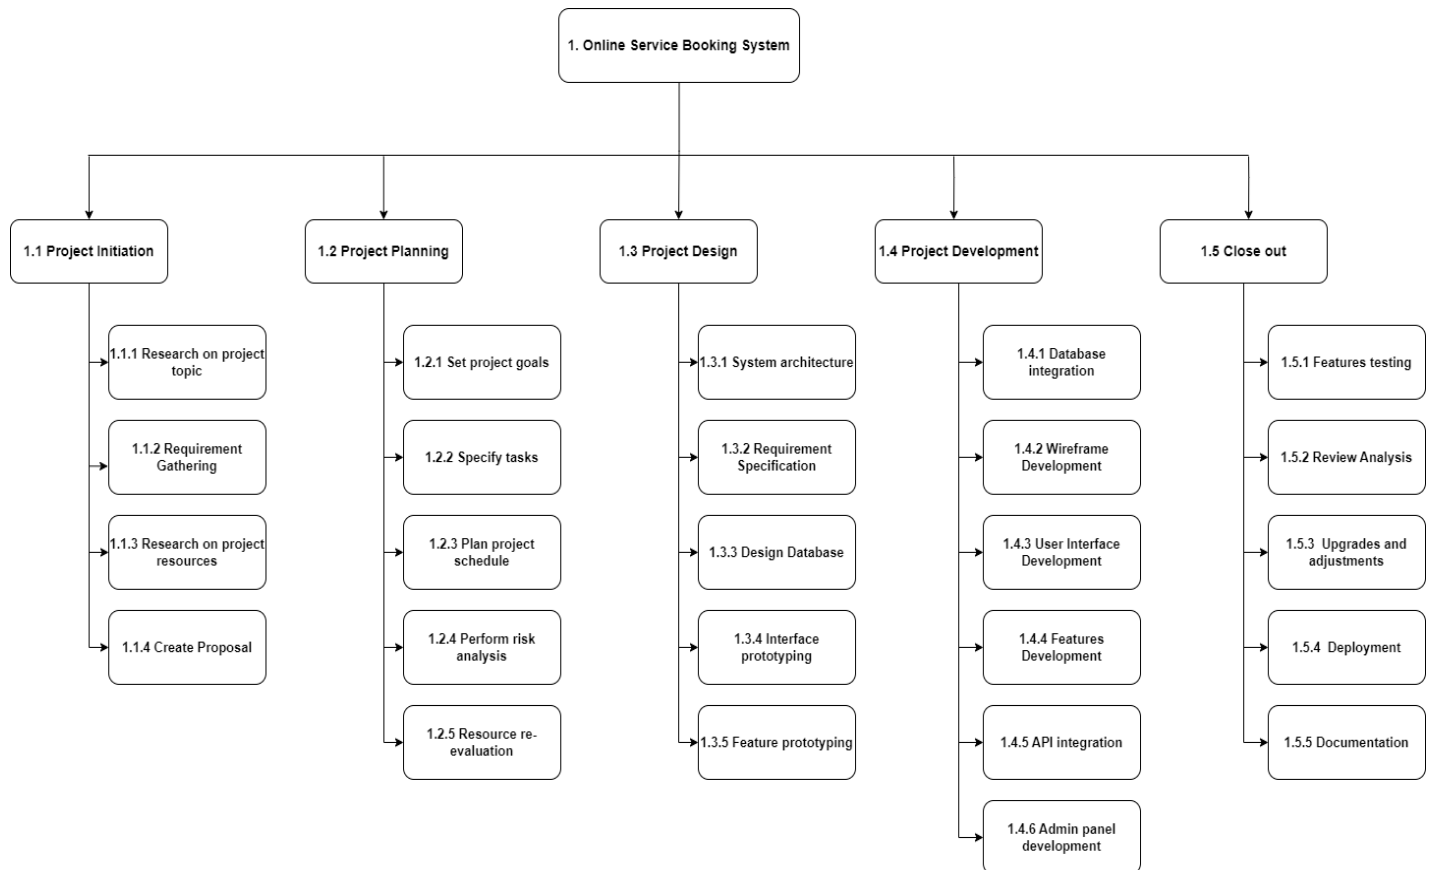 1. Online Service Booking System
1.1 Project Initiation
1.2 Project Planning
1.3 Project Design
1.4 Project Development
1.5 Close out
1.1.1 Research on project
topic
1.1.2 Requirement
Gathering
1.1.3 Research on project
resources
1.1.4 Create Proposal
1.2.1 Set project goals
1.2.2 Specify tasks
1.2.3 Plan project
schedule
1.2.4 Perform risk
analysis
1.2.5 Resource re-
evaluation
1.3.1 System architecture
1.3.2 Requirement
Specification
1.3.3 Design Database
1.3.4 Interface
prototyping
1.3.5 Feature prototyping
1.4.1 Database
integration
1.4.2 Wireframe
Development
1.4.3 User Interface
Development
1.4.4 Features
Development
1.4.5 API integration
1.4.6 Admin panel
development
1.5.1 Features testing
1.5.2 Review Analysis
1.5.3 Upgrades and
adjustments
1.5.4 Deployment
1.5.5 Documentation